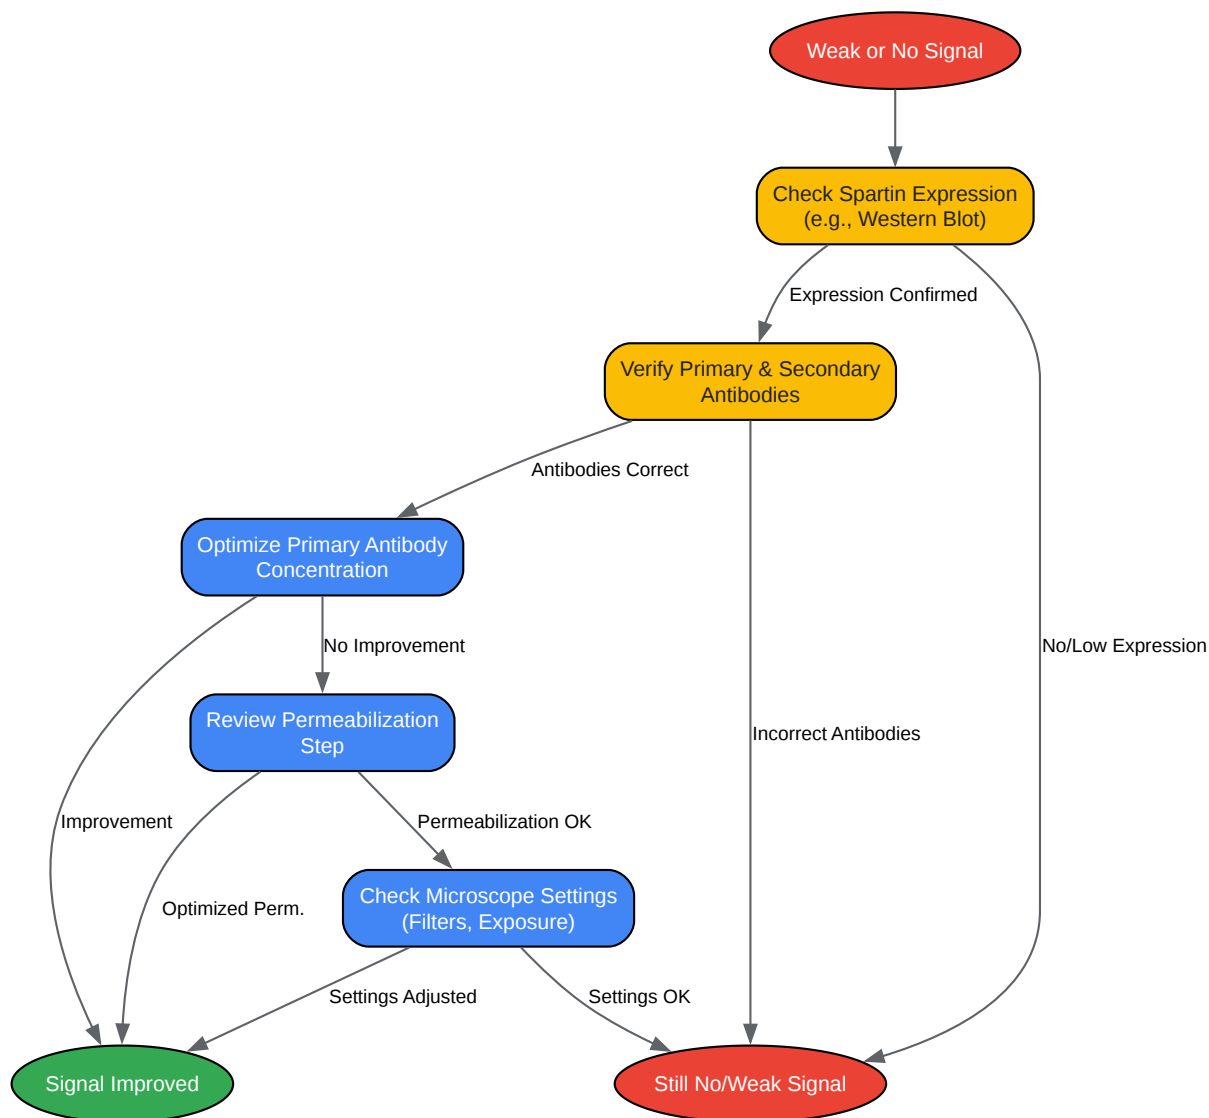 Weak or No Signal
Check Spartin Expression
(e.g., Western Blot)
Expression Confirmed
Verify Primary & Secondary
Antibodies
Antibodies Correct
Optimize Primary Antibody
Concentration
No Improvement
No/Low Expression
Review Permeabilization
Step
Incorrect Antibodies
Improvement
Permeabilization OK
Check Microscope Settings
(Filters, Exposure)
Optimized Perm.
Settings Adjusted
Settings OK
Signal Improved
Still No/Weak Signal